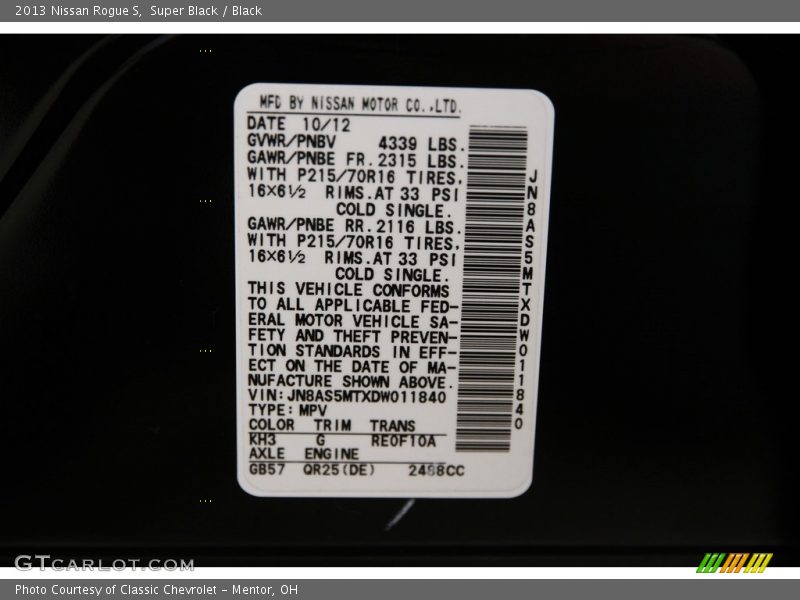 2013 Nissan Rogue S, Super Black / Black
MFD BY NISSAN MOTOR CO.,LTD.
DATE 10/12
GVWR/PNBV 4339 LBS.
GAWR/PNBE FR. 2315 LBS.
WITH P215/70R16 TIRES,
16×6½ RIMS.AT 33 PSI
COLD SINGLE.
GAWR/PNBE RR. 2116 LBS.
WITH P215/70R16 TIRES,
16×6½ RIMS.AT 33 PSI
COLD SINGLE.
THIS VEHICLE CONFORMS
TO ALL APPLICABLE FED-
ERAL MOTOR VEHICLE SA-
FETY AND THEFT PREVEN-
TION STANDARDS IN EFF-
ECT ON THE DATE OF MA-
NUFACTURE SHOWN ABOVE.
VIN:JN8AS5MTXDW011840
TYPE:MPV
COLOR TRIM TRANS
KH3 G RE0F10A
AXLE ENGINE
GB57 QR25(DE) 2488CC
JN8AS5MTXDW011840
GTCARLOT.COM
Photo Courtesy of Classic Chevrolet – Mentor, OH